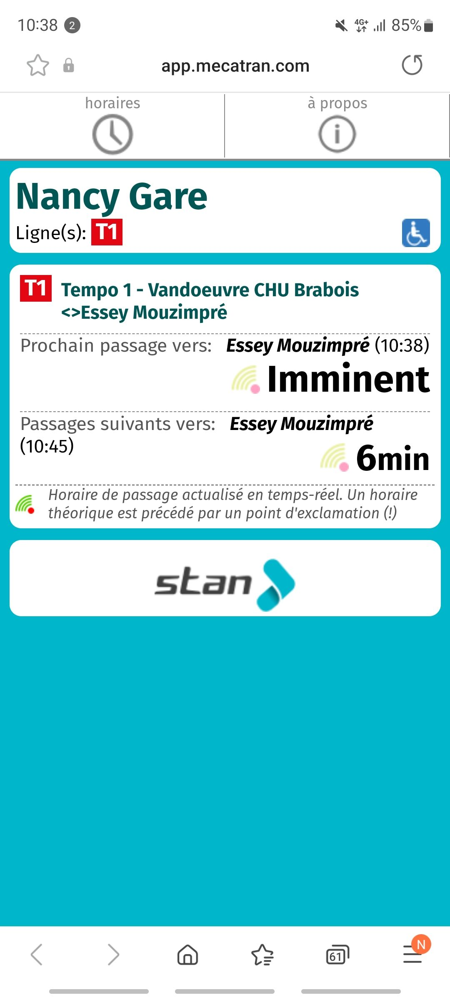 10:38 2 4G+ 85%
app.mecatran.com
horaires à propos
Nancy Gare
Ligne(s): T1
T1 Tempo 1 - Vandoeuvre CHU Brabois
<>Essey Mouzimpré
Prochain passage vers: Essey Mouzimpré (10:38)
Imminent
Passages suivants vers: Essey Mouzimpré
(10:45)
6min
Horaire de passage actualisé en temps-réel. Un horaire
théorique est précédé par un point d'exclamation (!)
stan
61 N